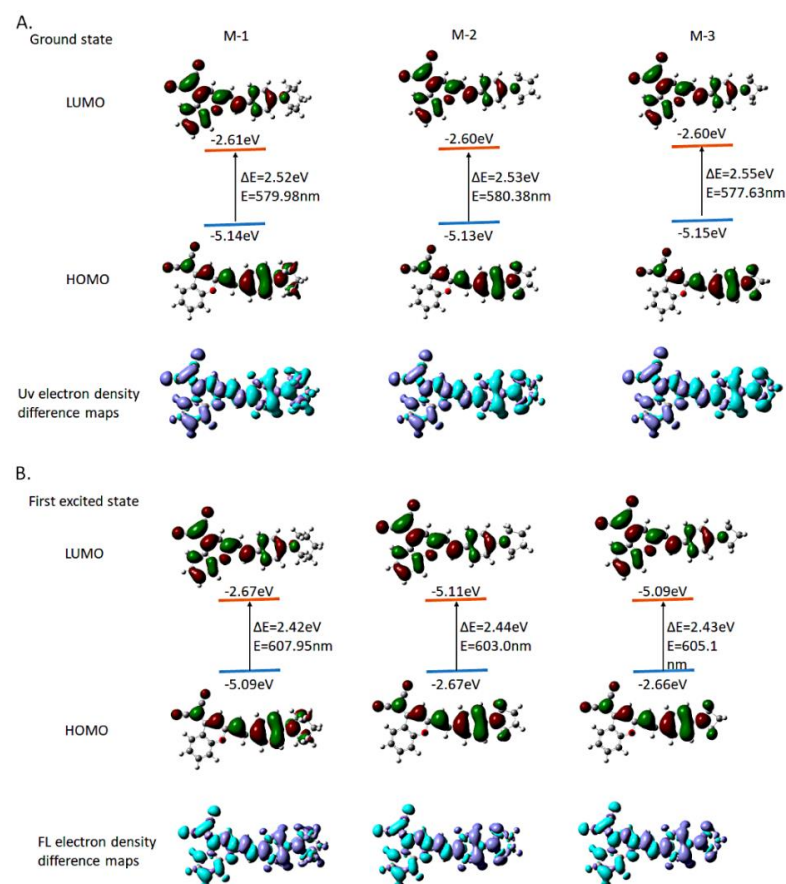 A.
Ground state
M-1
M-2
M-3
LUMO
-2.61eV
-2.60eV
-2.60eV
ΔE=2.52eV
E=579.98nm
ΔE=2.53eV
E=580.38nm
ΔE=2.55eV
E=577.63nm
-5.14eV
-5.13eV
-5.15eV
HOMO
Uv electron density
difference maps
B.
First excited state
LUMO
-2.67eV
-5.11eV
-5.09eV
ΔE=2.42eV
E=607.95nm
ΔE=2.44eV
E=603.0nm
ΔE=2.43eV
E=605.1
nm
-5.09eV
-2.67eV
-2.66eV
HOMO
FL electron density
difference maps